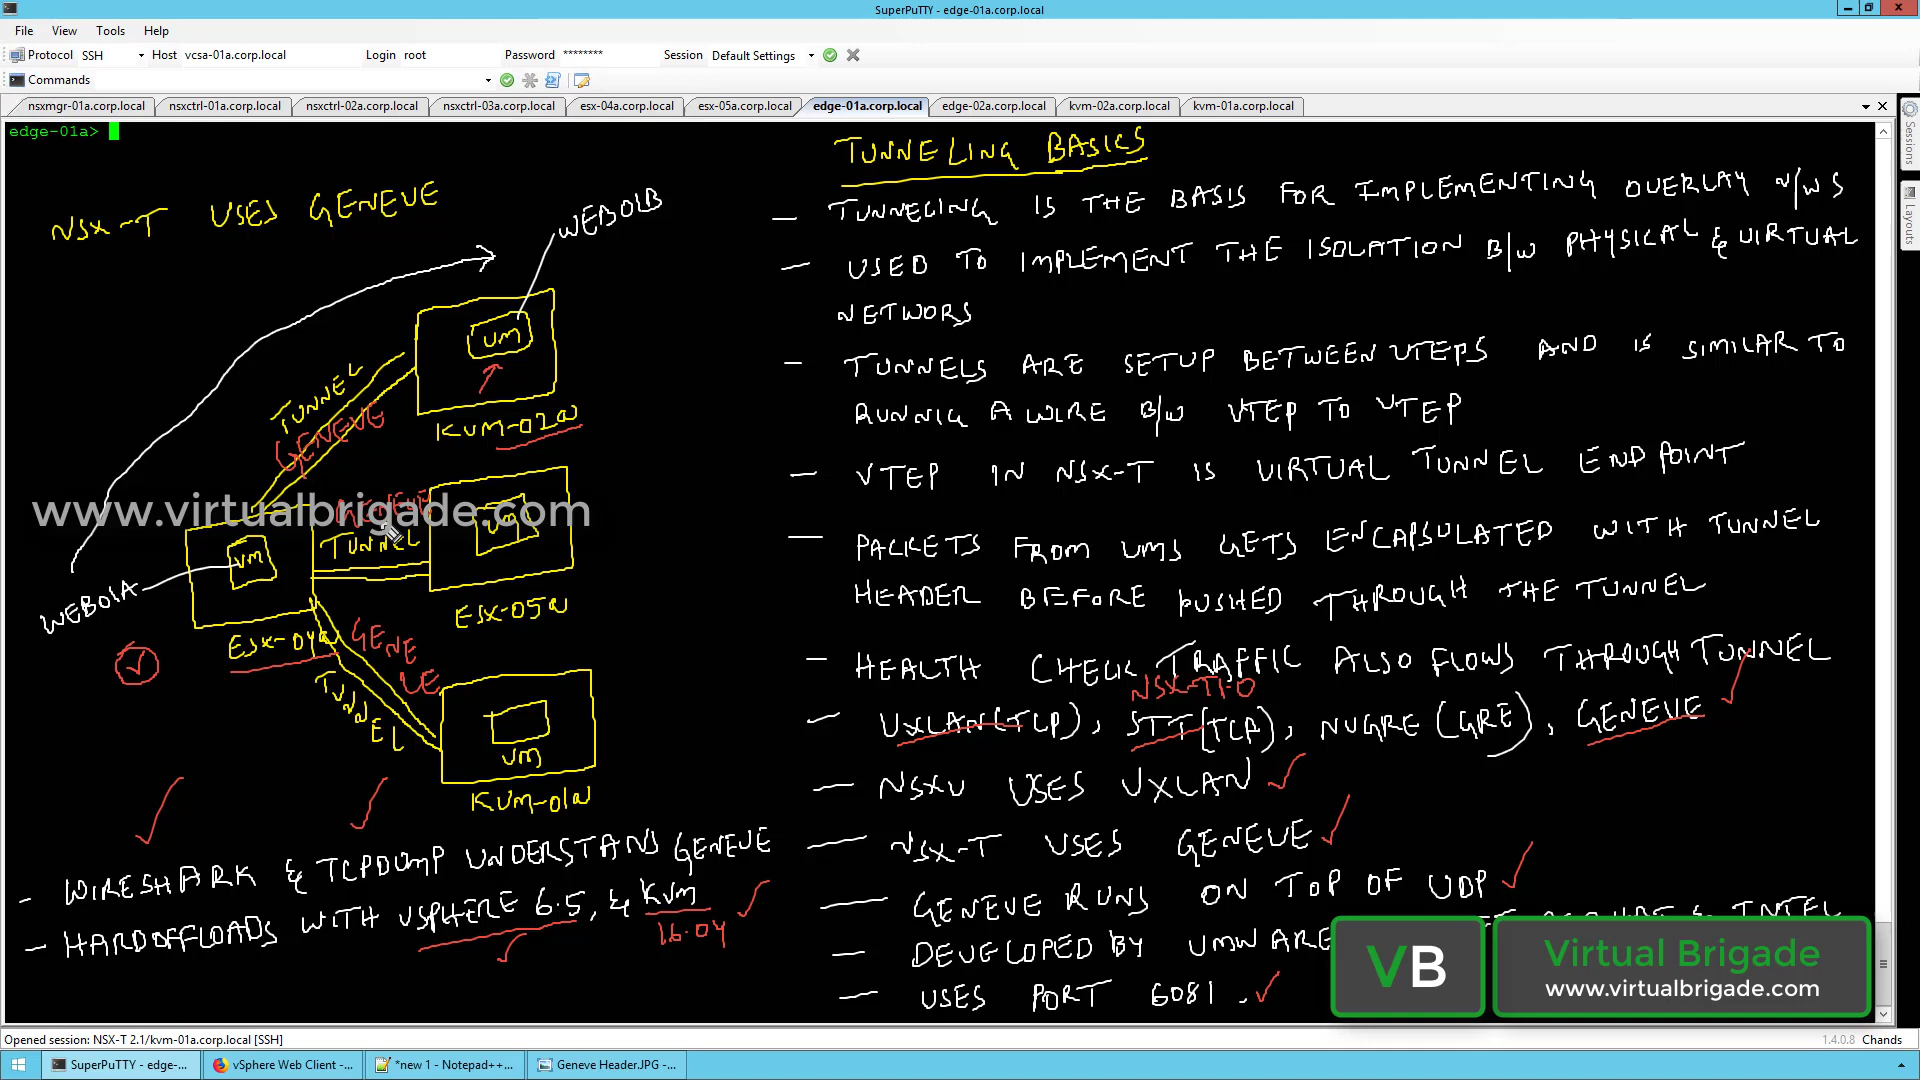 SuperPuTTY - edge-01a.corp.local
File View Tools Help
Protocol SSH Host vcsa-01a.corp.local Login root Password ******** Session Default Settings
Commands
nsxmgr-01a.corp.local nsxctrl-01a.corp.local nsxctrl-02a.corp.local nsxctrl-03a.corp.local esx-04a.corp.local esx-05a.corp.local edge-01a.corp.local edge-02a.corp.local kvm-02a.corp.local kvm-01a.corp.local
Sessions
Layouts
edge-01a>
NSX-T USES GENEVE
WEB01B
VM
KVM-02a
TUNNEL
GENEVE
www.virtualbrigade.com
GENEVE
TUNNEL
VM
ESX-05a
VM
WEB01A
ESX-04a
GENE
VE
TUNNEL
VM
KVM-01a
- WIRESHARK & TCPDUMP UNDERSTANS GENEVE
- HARDOFFLOADS WITH VSPHERE 6.5, & KVM
16.04
TUNNELING BASICS
- TUNNELING IS THE BASIS FOR IMPLEMENTING OVERLAY N/W S
- USED TO IMPLEMENT THE ISOLATION B/W PHYSICAL & VIRTUAL
NETWORS
- TUNNELS ARE SETUP BETWEEN VTEPS AND IS SIMILAR TO
RUNNIG A WIRE B/W VTEP TO VTEP
- VTEP IN NSX-T IS VIRTUAL TUNNEL ENDPOINT
- PACKETS FROM VMS GETS ENCAPSULATED WITH TUNNEL
HEADER BEFORE PUSHED THROUGH THE TUNNEL
- HEALTH CHECK TRAFFIC ALSO FLOWS THROUGH TUNNEL
NSX-T1.0
- VXLAN(TCP), STT(TCP), NVGRE (GRE), GENEVE
- NSXV USES VXLAN
- NSX-T USES GENEVE
- GENEVE RUNS ON TOP OF UDP
- DEVELOPED BY VMWARE & INTEL
- USES PORT 6081.
VB
Virtual Brigade
www.virtualbrigade.com
Opened session: NSX-T 2.1/kvm-01a.corp.local [SSH]
1.4.0.8 Chands
SuperPuTTY - edge-... vSphere Web Client -... *new 1 - Notepad++... Geneve Header.JPG -...